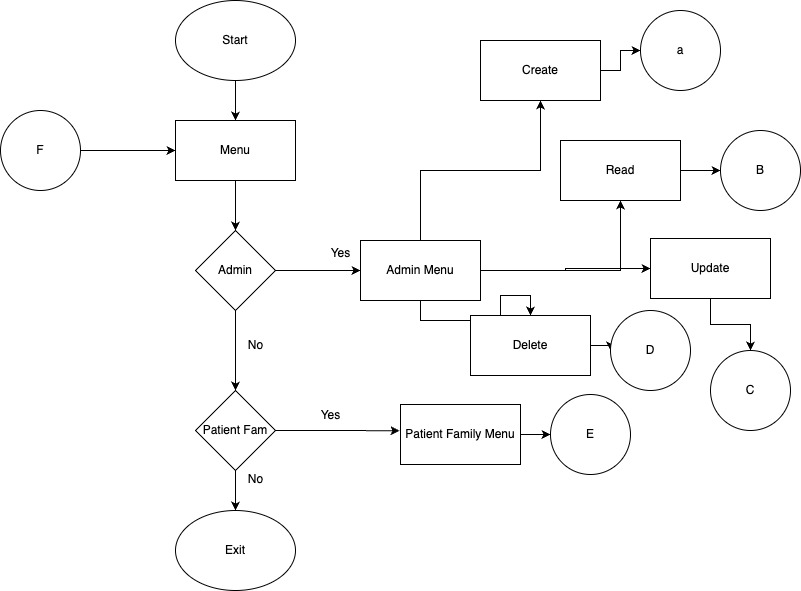 Start
Create
a
F
Menu
Read
B
Admin
Yes
Admin Menu
Update
No
Delete
D
C
Patient Fam
Yes
Patient Family Menu
E
No
Exit